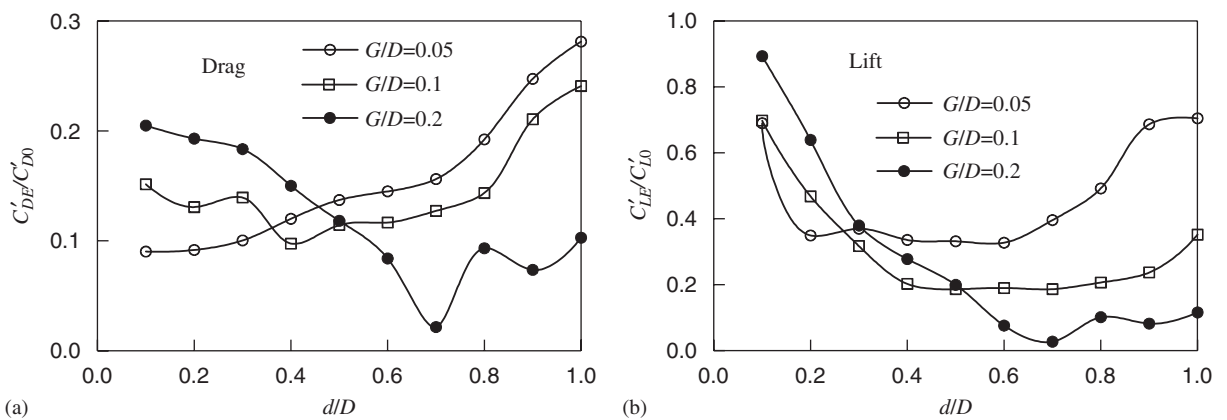 0.3
0.2
0.1
0.0
C'DE/C'D0
Drag
G/D=0.05
G/D=0.1
G/D=0.2
0.0 0.2 0.4 0.6 0.8 1.0
(a)
d/D
1.0
0.8
0.6
0.4
0.2
0.0
C'LE/C'L0
Lift
G/D=0.05
G/D=0.1
G/D=0.2
0.0 0.2 0.4 0.6 0.8 1.0
(b)
d/D